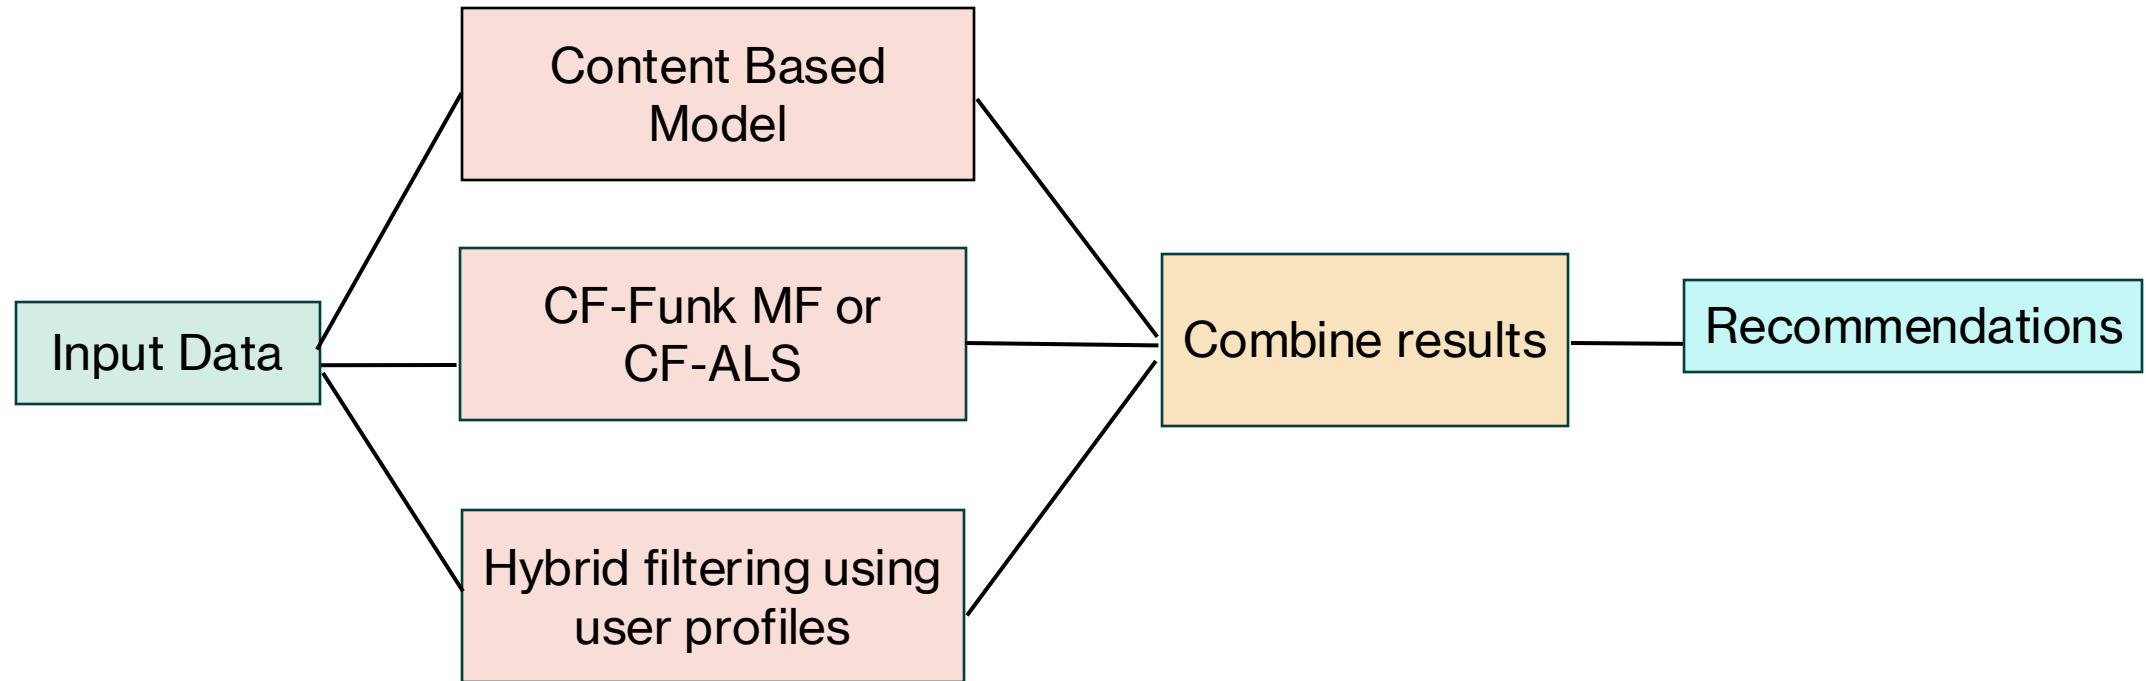 Content Based
Model
Input Data
CF-Funk MF or
CF-ALS
Hybrid filtering using
user profiles
Combine results
Recommendations